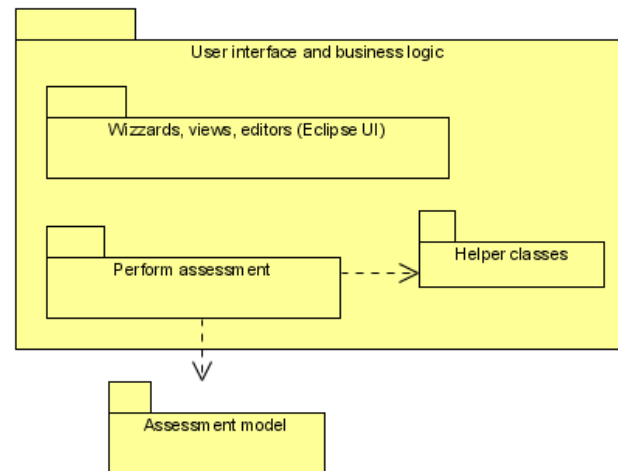 User interface and business logic
Wizzards, views, editors (Eclipse UI)
Helper classes
Perform assessment
Assessment model